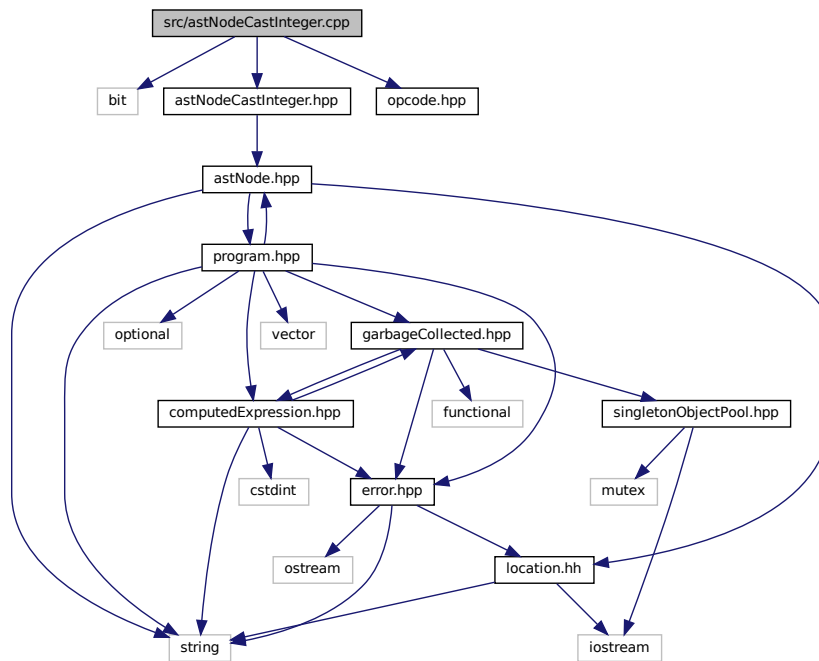 src/astNodeCastInteger.cpp
bit
astNodeCastInteger.hpp
opcode.hpp
astNode.hpp
program.hpp
optional
vector
garbageCollected.hpp
computedExpression.hpp
functional
singletonObjectPool.hpp
cstdint
error.hpp
mutex
ostream
location.hh
string
iostream